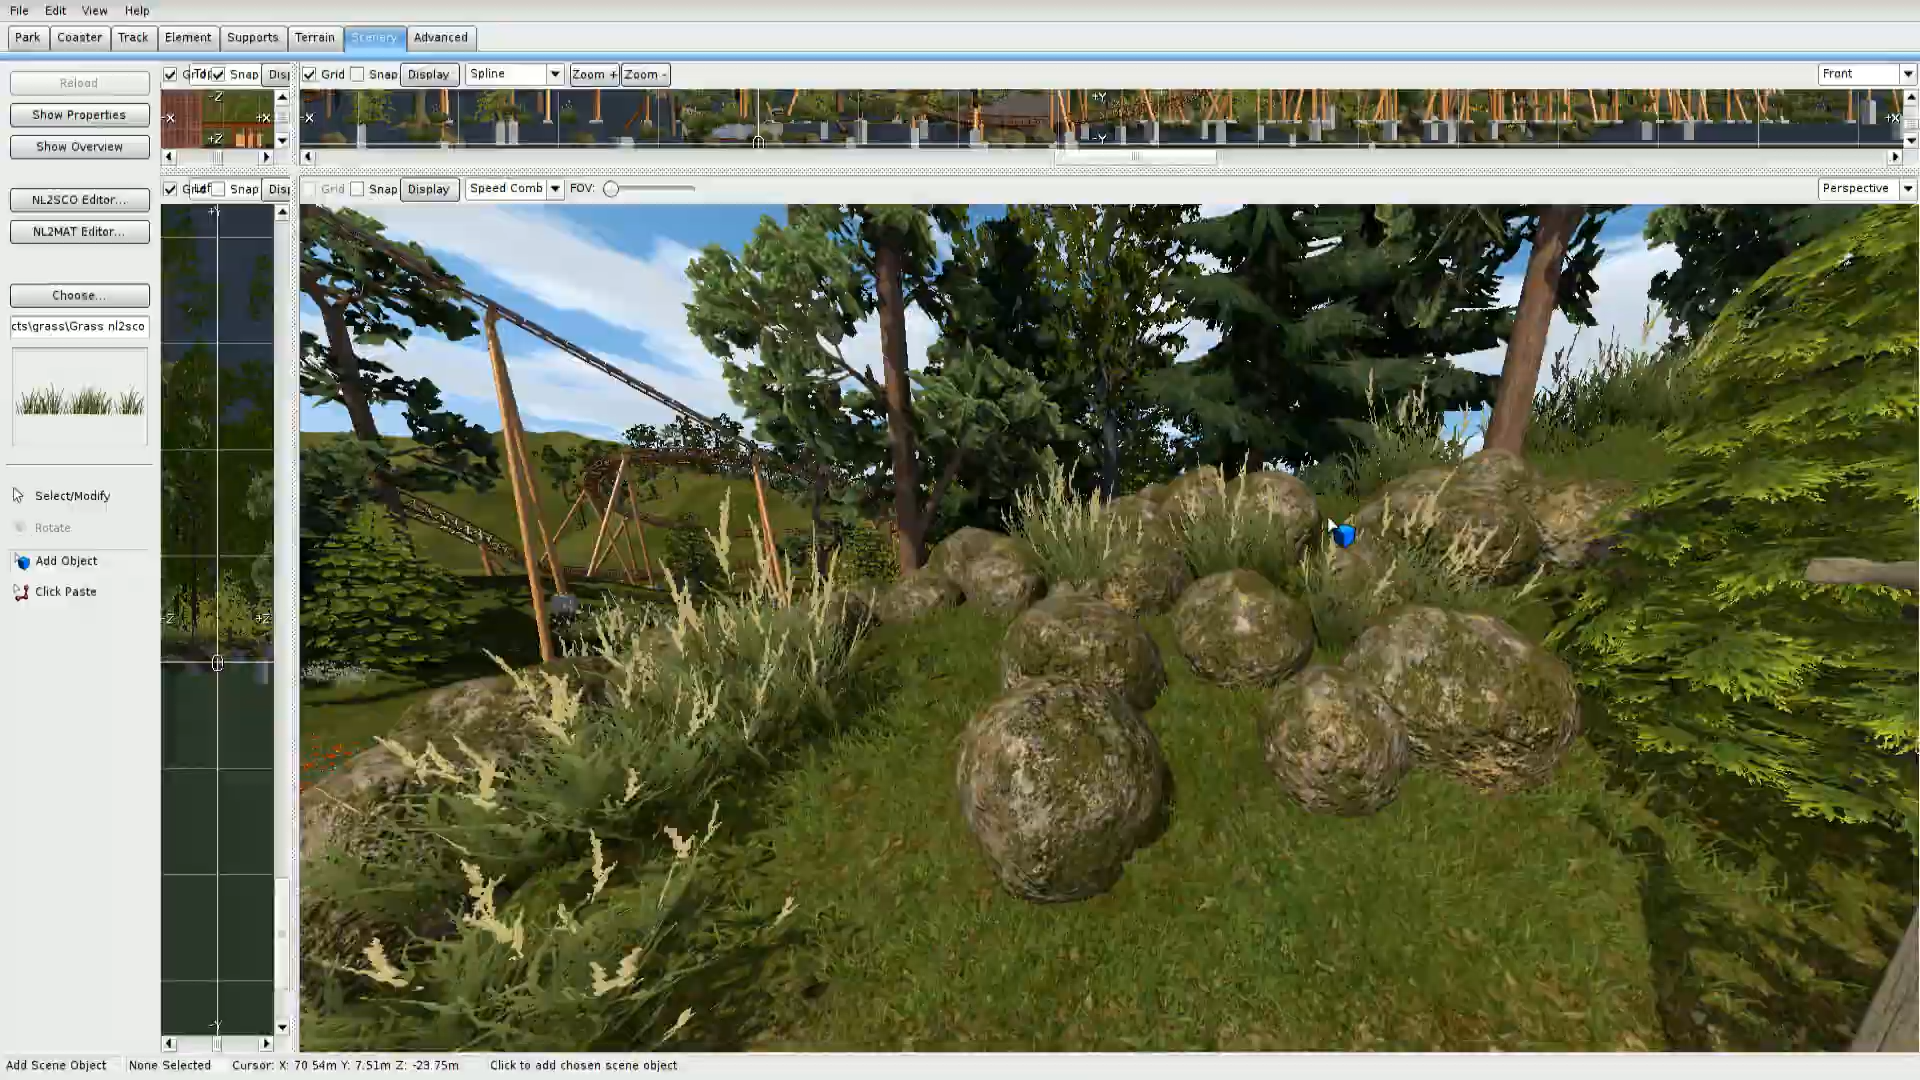 File Edit View Help
Park Coaster Track Element Supports Terrain Scenery Advanced
Reload
Show Properties
Show Overview
NL2SCO Editor...
NL2MAT Editor...
Choose...
cts\grass\Grass nl2sco
Select/Modify
Rotate
Add Object
Click Paste
Snap
Grid Snap Display Spline Zoom + Zoom - Front
-Z
-X +X
+Z
-X +Y +X
-Y
Snap
Grid Snap Display Speed Comb FOV: Perspective
+Y
-Z +Z
-Y
Add Scene Object None Selected Cursor: X: 70 54m Y: 7.51m Z: -23.75m Click to add chosen scene object